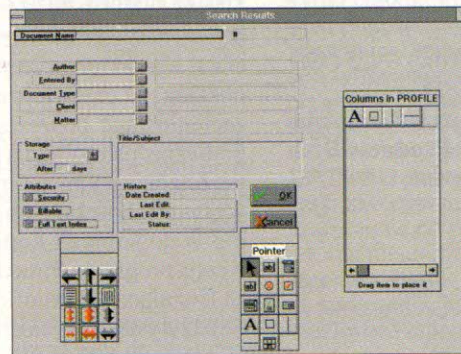 Search Results
Document Name
#
Author
Entered By
Document Type
Client
Matter
Columns in PROFILE
A
Storage
Type
After days
Title/Subject
Attributes
Security
Billable
Full Text Index
History
Date Created:
Last Edit:
Last Edit By:
Status:
OK
Cancel
Pointer
ab
ab
A
Drag item to place it